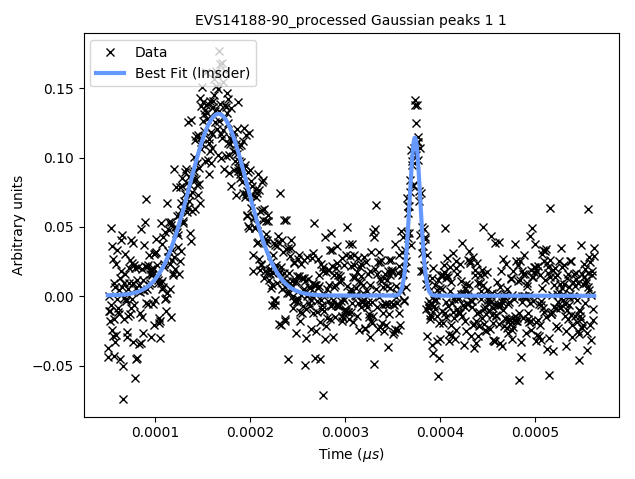 EVS14188-90_processed Gaussian peaks 1 1
Data
Best Fit (lmsder)
Arbitrary units
0.15
0.10
0.05
0.00
−0.05
0.0001
0.0002
0.0003
0.0004
0.0005
Time (μs)